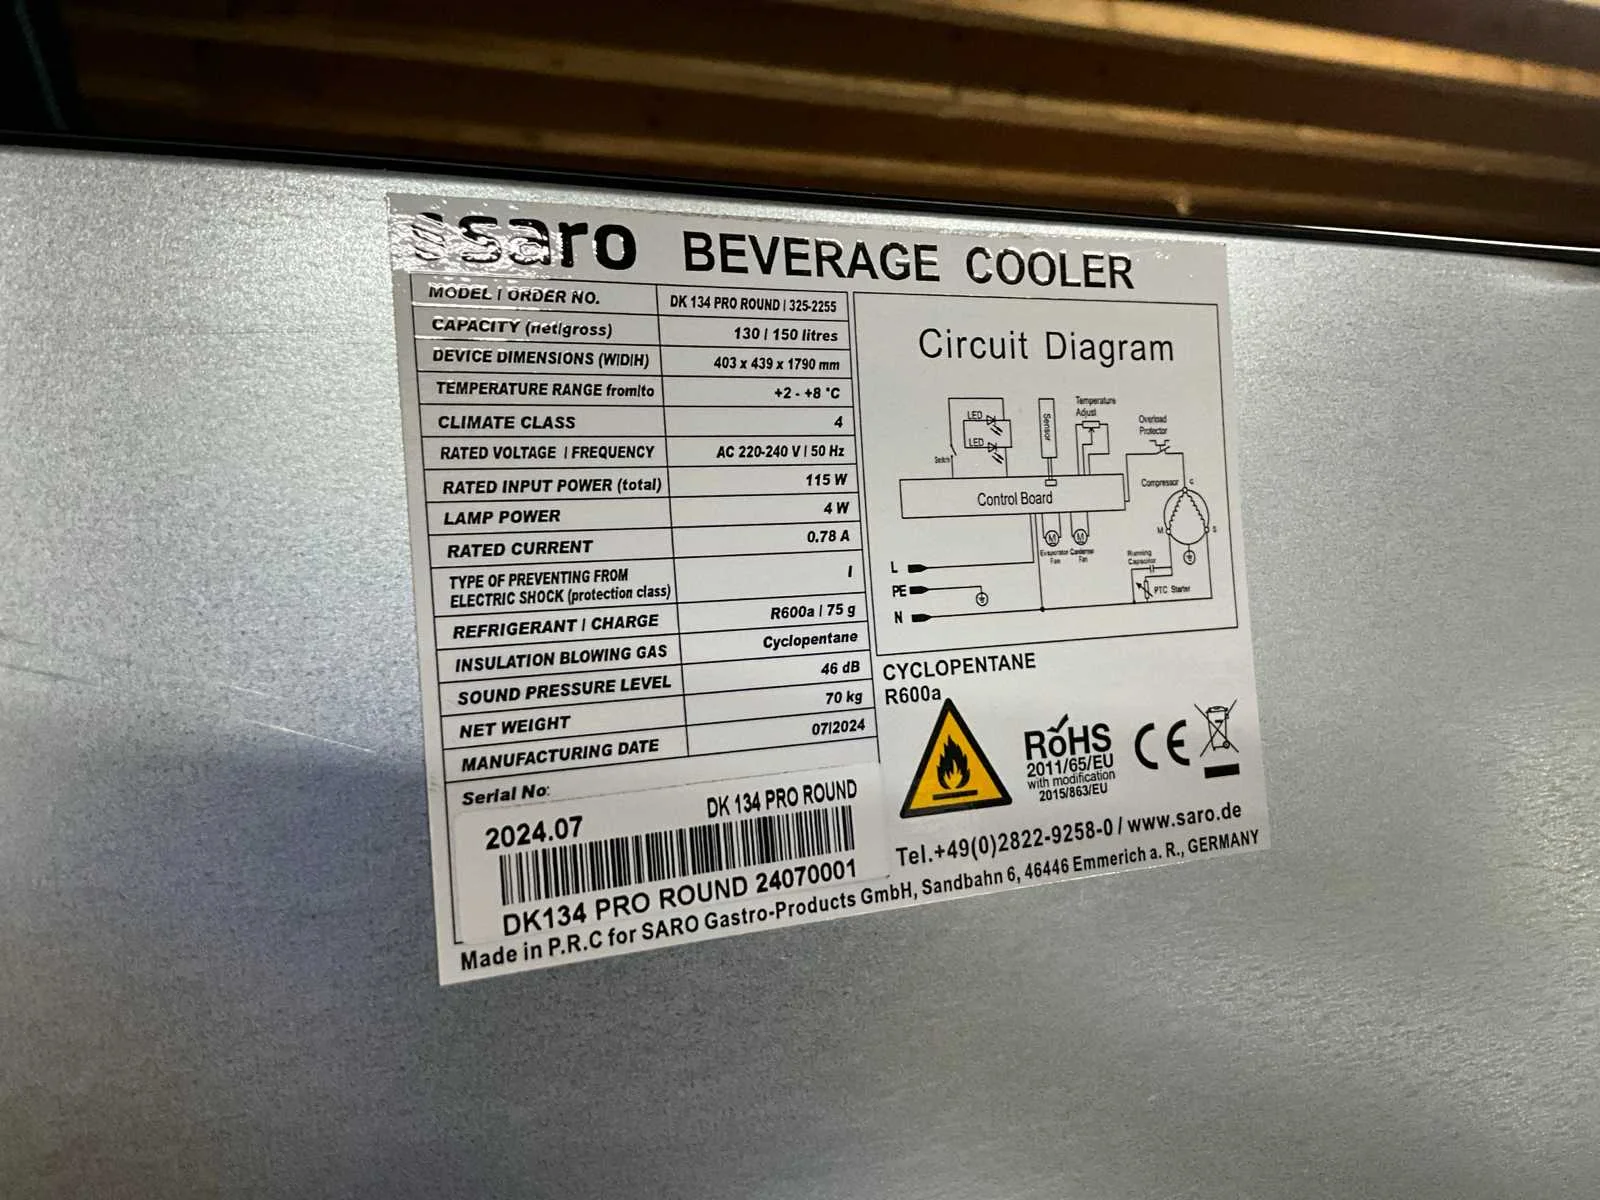 saro BEVERAGE COOLER
MODEL / ORDER NO. DK 134 PRO ROUND | 325-2255
CAPACITY (net/gross) 130 / 150 litres
DEVICE DIMENSIONS (W/D/H) 403 x 439 x 1790 mm
TEMPERATURE RANGE from/to +2 - +8 °C
CLIMATE CLASS 4
RATED VOLTAGE / FREQUENCY AC 220-240 V / 50 Hz
RATED INPUT POWER (total) 115 W
LAMP POWER 4 W
RATED CURRENT 0.78 A
TYPE OF PREVENTING FROM
ELECTRIC SHOCK (protection class) I
REFRIGERANT / CHARGE R600a / 75 g
INSULATION BLOWING GAS Cyclopentane
SOUND PRESSURE LEVEL 46 dB
NET WEIGHT 70 kg
MANUFACTURING DATE 07/2024
Serial No:
2024.07 DK 134 PRO ROUND
DK134 PRO ROUND 24070001
Circuit Diagram
LED
LED
Switch
Sensor
Temperature
Adjust
Overload
Protector
Control Board
Compressor
C
M
S
M
M
Evaporator
Fan
Condenser
Fan
Running
Capacitor
PTC Starter
L
PE
N
CYCLOPENTANE
R600a
RoHS
2011/65/EU
with modification
2015/863/EU
CE
Tel.+49(0)2822-9258-0 / www.saro.de
Made in P.R.C for SARO Gastro-Products GmbH, Sandbahn 6, 46446 Emmerich a. R., GERMANY